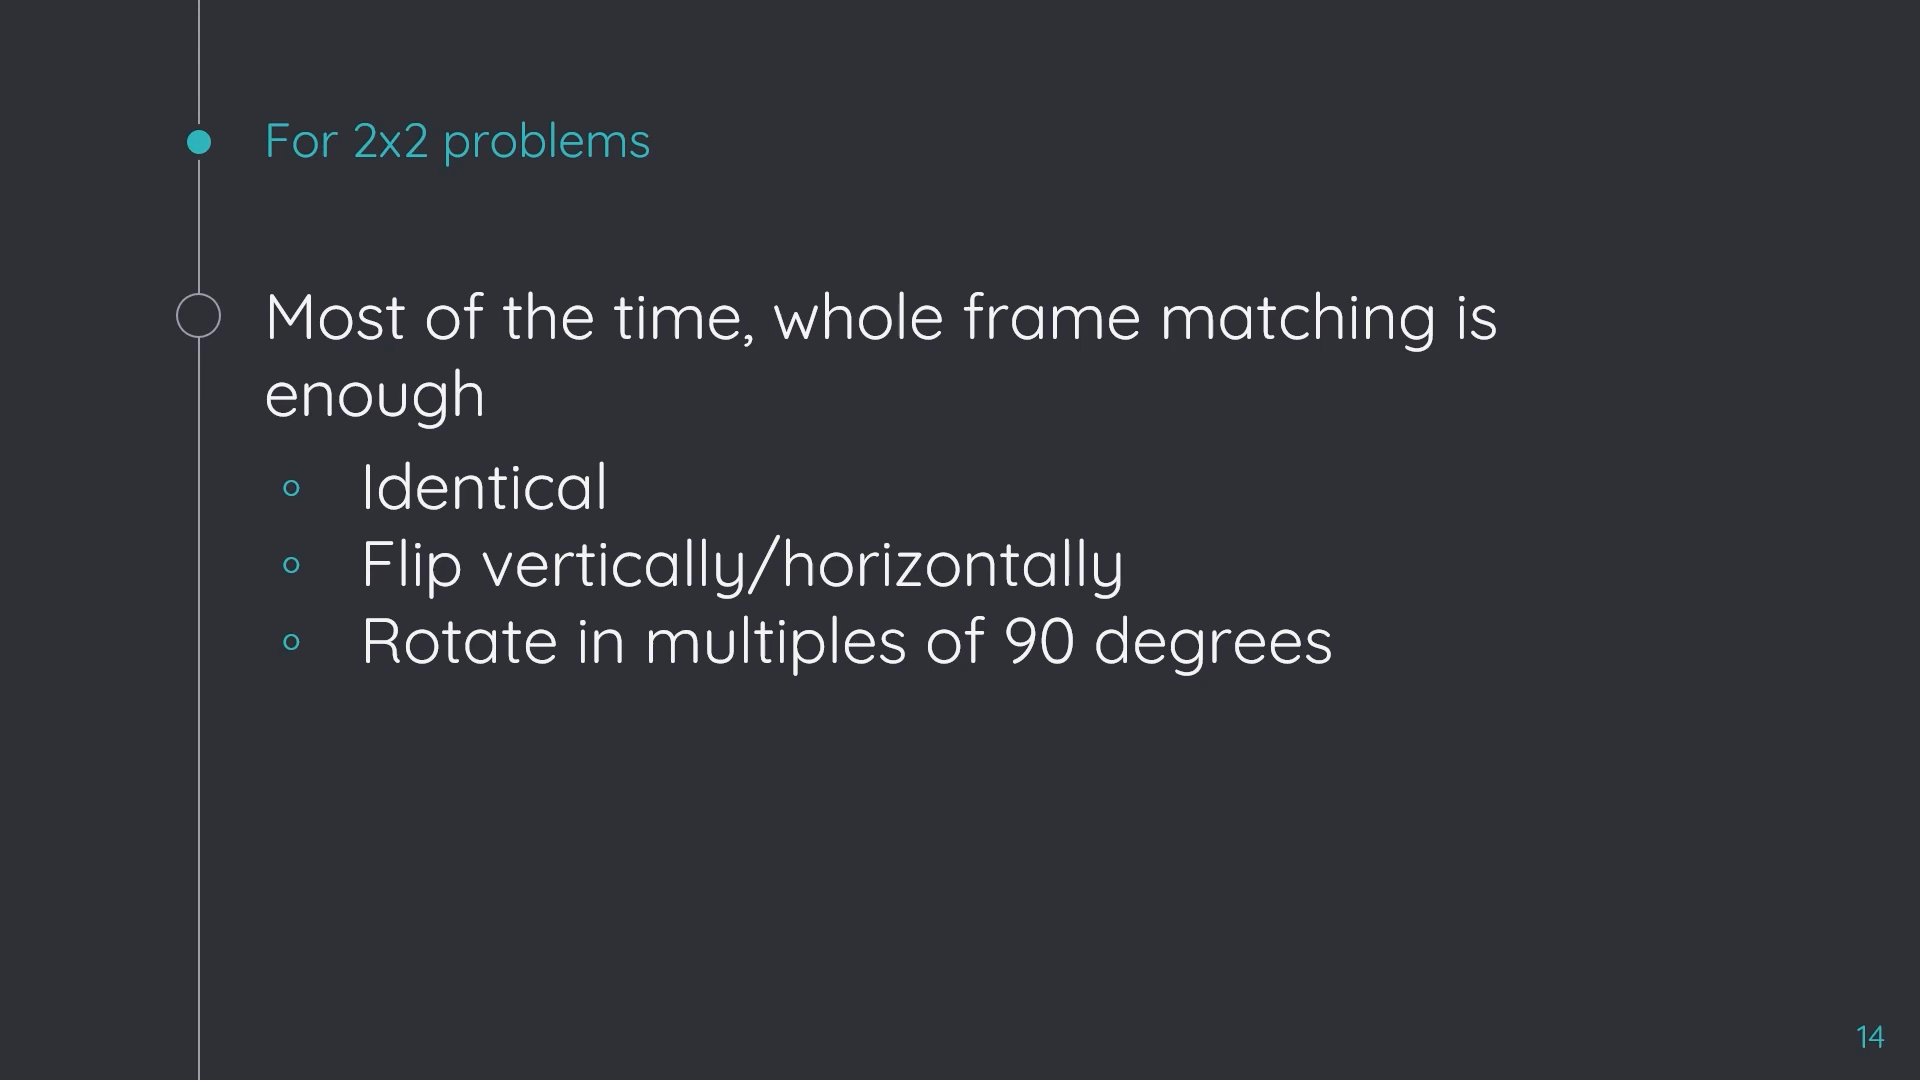 For 2x2 problems
Most of the time, whole frame matching is
enough
Identical
Flip vertically/horizontally
Rotate in multiples of 90 degrees
14